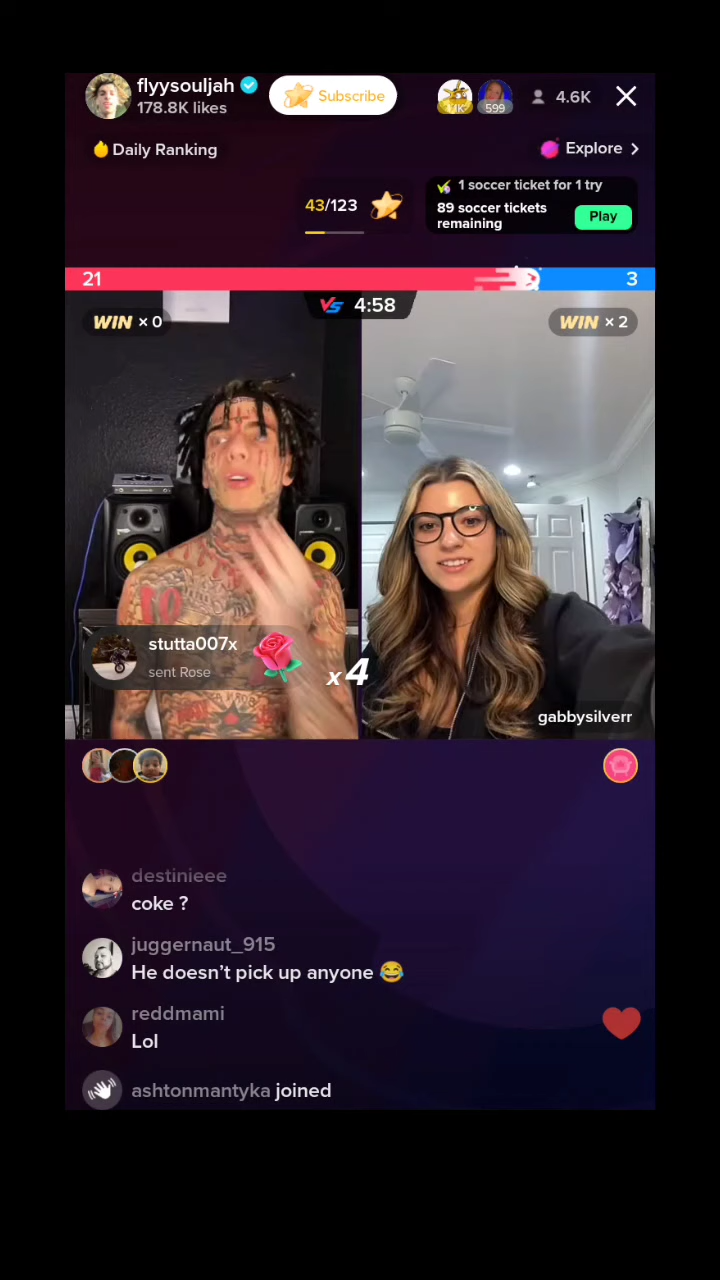 flyysouljah
178.8K likes
Subscribe
599
4.6K
Daily Ranking
Explore
43/123
1 soccer ticket for 1 try
89 soccer tickets
remaining
Play
21
3
VS 4:58
WIN × 0
WIN × 2
stutta007x
sent Rose
x4
gabbysilverr
destinieee
coke ?
juggernaut_915
He doesn't pick up anyone 😂
reddmami
Lol
ashtonmantyka joined